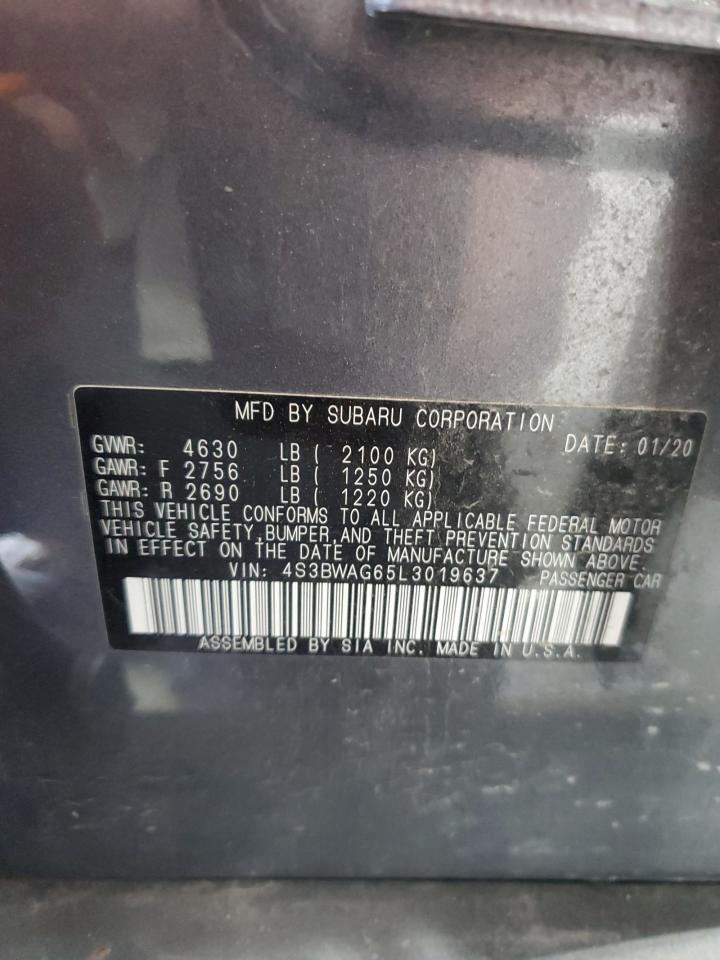 MFD BY SUBARU CORPORATION
GVWR: 4630 LB ( 2100 KG) DATE: 01/20
GAWR: F 2756 LB ( 1250 KG)
GAWR: R 2690 LB ( 1220 KG)
THIS VEHICLE CONFORMS TO ALL APPLICABLE FEDERAL MOTOR
VEHICLE SAFETY, BUMPER, AND THEFT PREVENTION STANDARDS
IN EFFECT ON THE DATE OF MANUFACTURE SHOWN ABOVE.
VIN: 4S3BWAG65L3019637 PASSENGER CAR
ASSEMBLED BY SIA INC. MADE IN U.S.A.